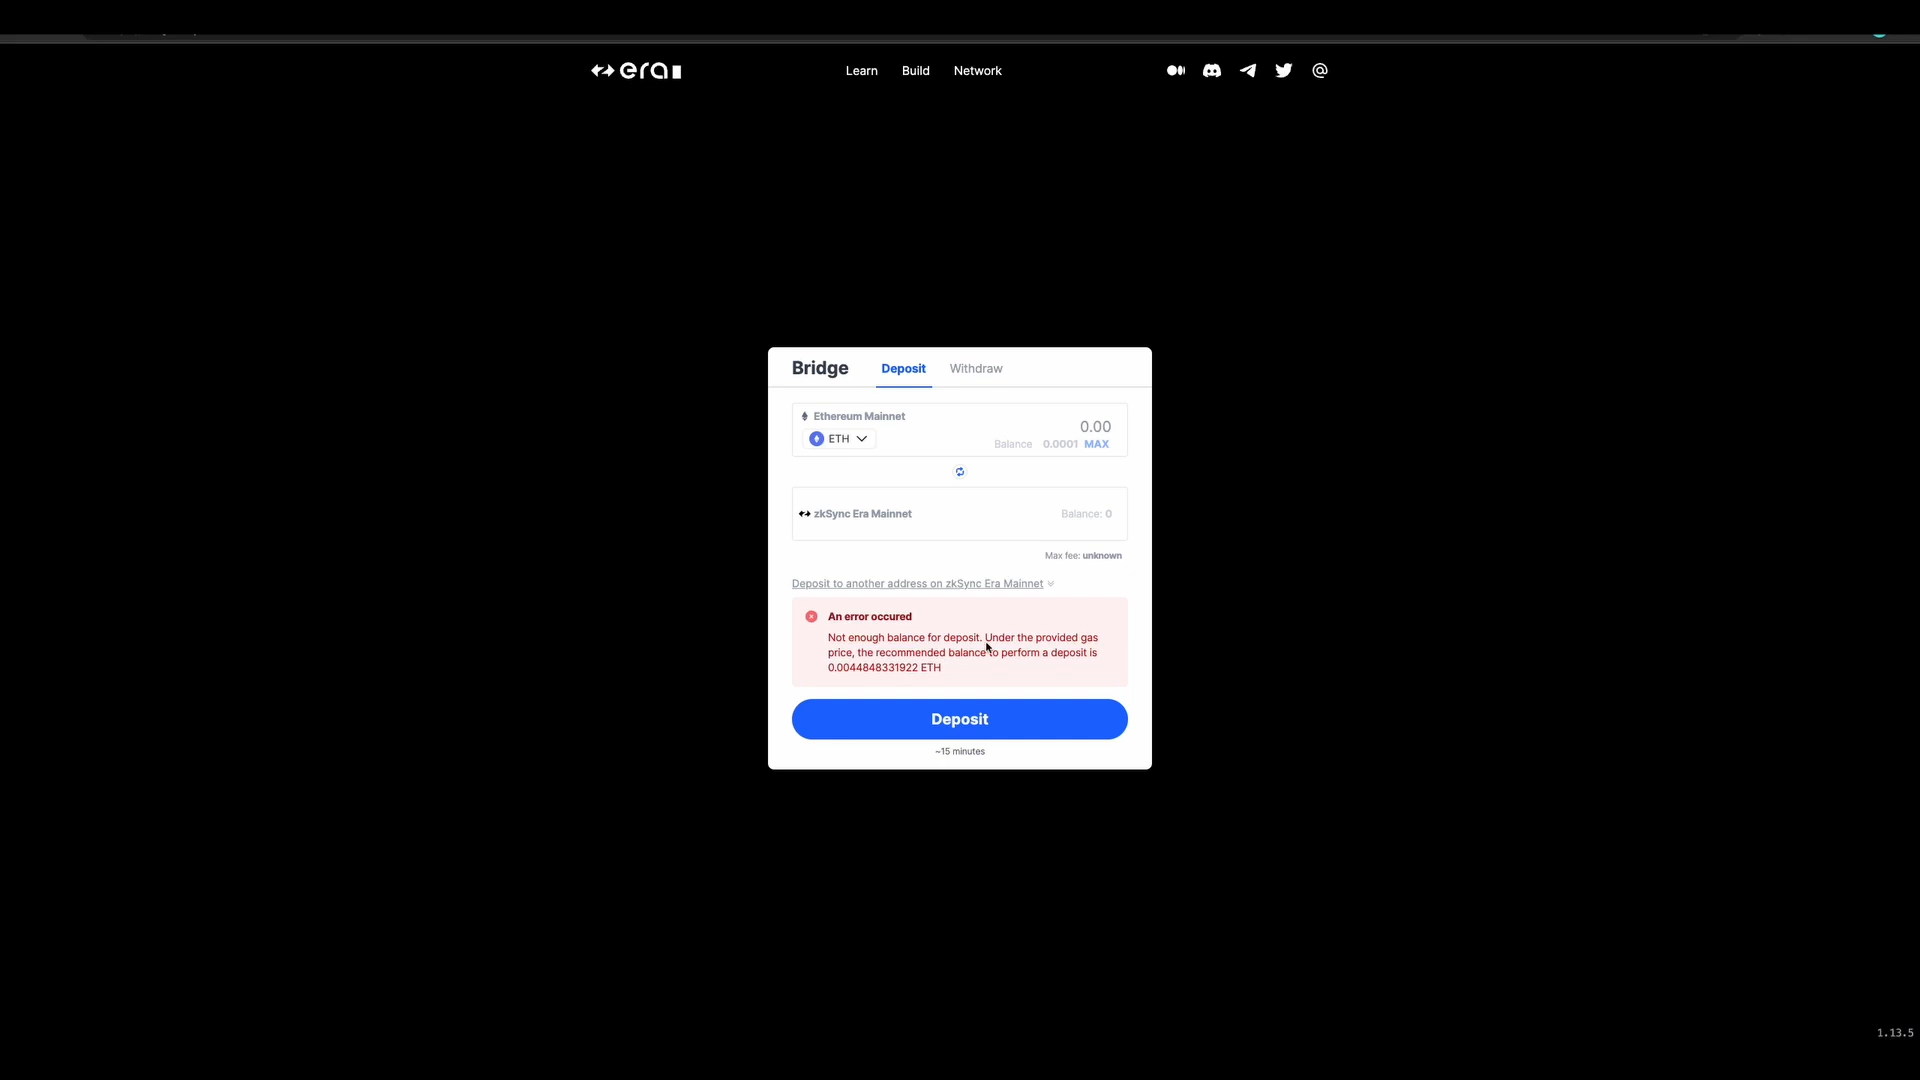 era
Learn Build Network
Bridge Deposit Withdraw
Ethereum Mainnet
0.00
ETH
Balance 0.0001 MAX
zkSync Era Mainnet Balance: 0
Max fee: unknown
Deposit to another address on zkSync Era Mainnet
An error occured
Not enough balance for deposit. Under the provided gas
price, the recommended balance to perform a deposit is
0.0044848331922 ETH
Deposit
~15 minutes
1.13.5